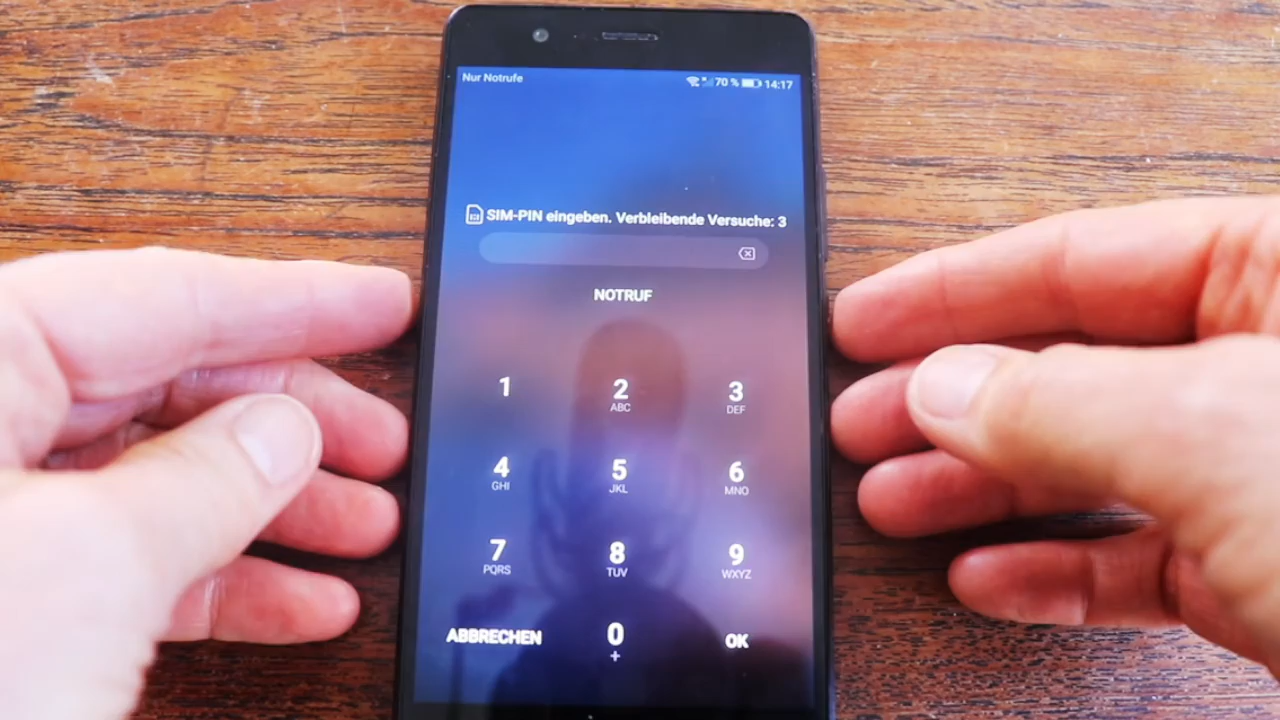 Nur Notrufe 70 % 14:17
SIM-PIN eingeben. Verbleibende Versuche: 3
NOTRUF
1 2 3
ABC DEF
4 5 6
GHI JKL MNO
7 8 9
PQRS TUV WXYZ
ABBRECHEN 0 OK
+